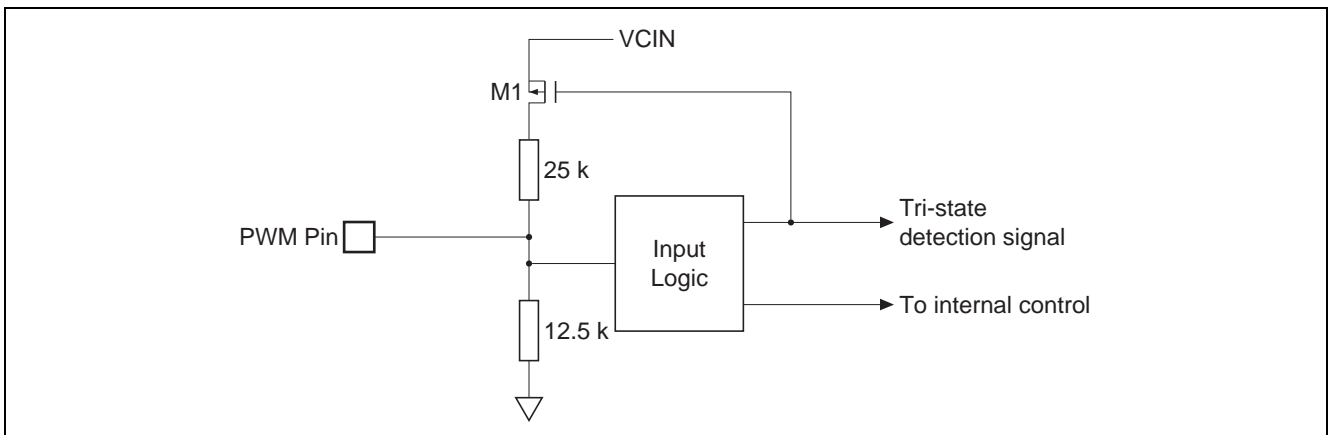 VCIN
M1
25 k
PWM Pin
Input
Logic
Tri-state
detection signal
To internal control
12.5 k